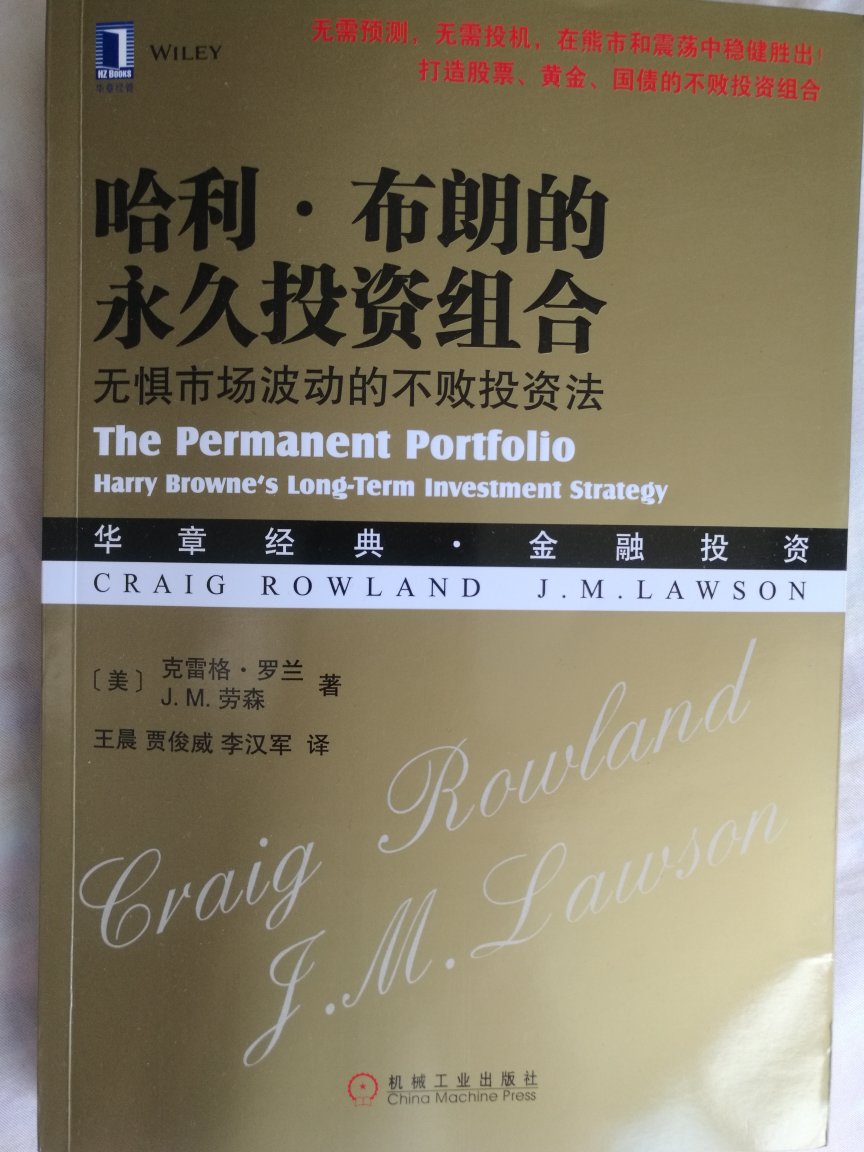 HZ BOOKS
华章经管
WILEY
无需预测，无需投机，在熊市和震荡中稳健胜出！
打造股票、黄金、国债的不败投资组合
哈利·布朗的
永久投资组合
无惧市场波动的不败投资法
The Permanent Portfolio
Harry Browne's Long-Term Investment Strategy
华章经典·金融投资
CRAIG ROWLAND J.M.LAWSON
〔美〕克雷格·罗兰
J. M. 劳森 著
王晨 贾俊威 李汉军 译
Craig Rowland
J.M.Lawson
机械工业出版社
China Machine Press